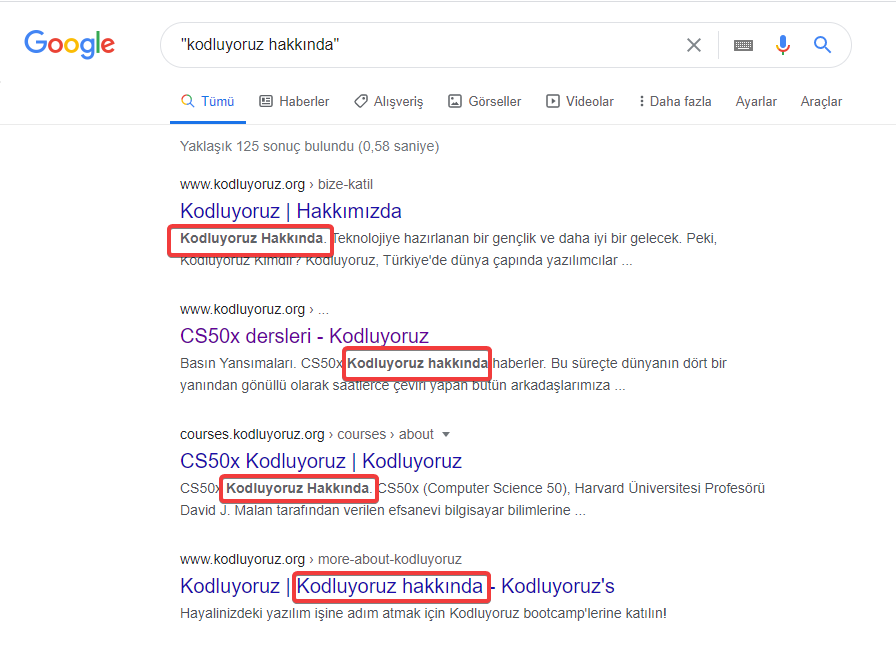 Google
"kodluyoruz hakkında"
Tümü Haberler Alışveriş Görseller Videolar Daha fazla Ayarlar Araçlar
Yaklaşık 125 sonuç bulundu (0,58 saniye)
www.kodluyoruz.org › bize-katil
Kodluyoruz | Hakkımızda
Kodluyoruz Hakkında. Teknolojiye hazırlanan bir gençlik ve daha iyi bir gelecek. Peki,
Kodluyoruz Kimdir? Kodluyoruz, Türkiye'de dünya çapında yazılımcılar ...
www.kodluyoruz.org › ...
CS50x dersleri - Kodluyoruz
Basın Yansımaları. CS50x Kodluyoruz hakkında haberler. Bu süreçte dünyanın dört bir
yanından gönüllü olarak saatlerce çeviri yapan bütün arkadaşlarımıza ...
courses.kodluyoruz.org › courses › about
CS50x Kodluyoruz | Kodluyoruz
CS50x Kodluyoruz Hakkında. CS50x (Computer Science 50), Harvard Üniversitesi Profesörü
David J. Malan tarafından verilen efsanevi bilgisayar bilimlerine ...
www.kodluyoruz.org › more-about-kodluyoruz
Kodluyoruz | Kodluyoruz hakkında - Kodluyoruz's
Hayalinizdeki yazılım işine adım atmak için Kodluyoruz bootcamp'lerine katılın!